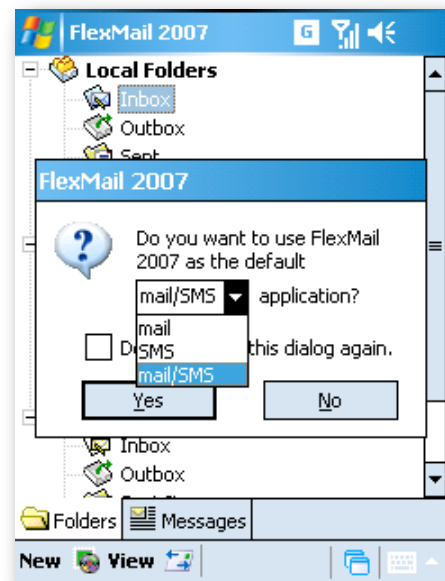 FlexMail 2007
G
Local Folders
Inbox
Outbox
Sent
FlexMail 2007
Do you want to use FlexMail
2007 as the default
mail/SMS application?
mail
SMS this dialog again.
mail/SMS
Yes No
Inbox
Outbox
Folders Messages
New View